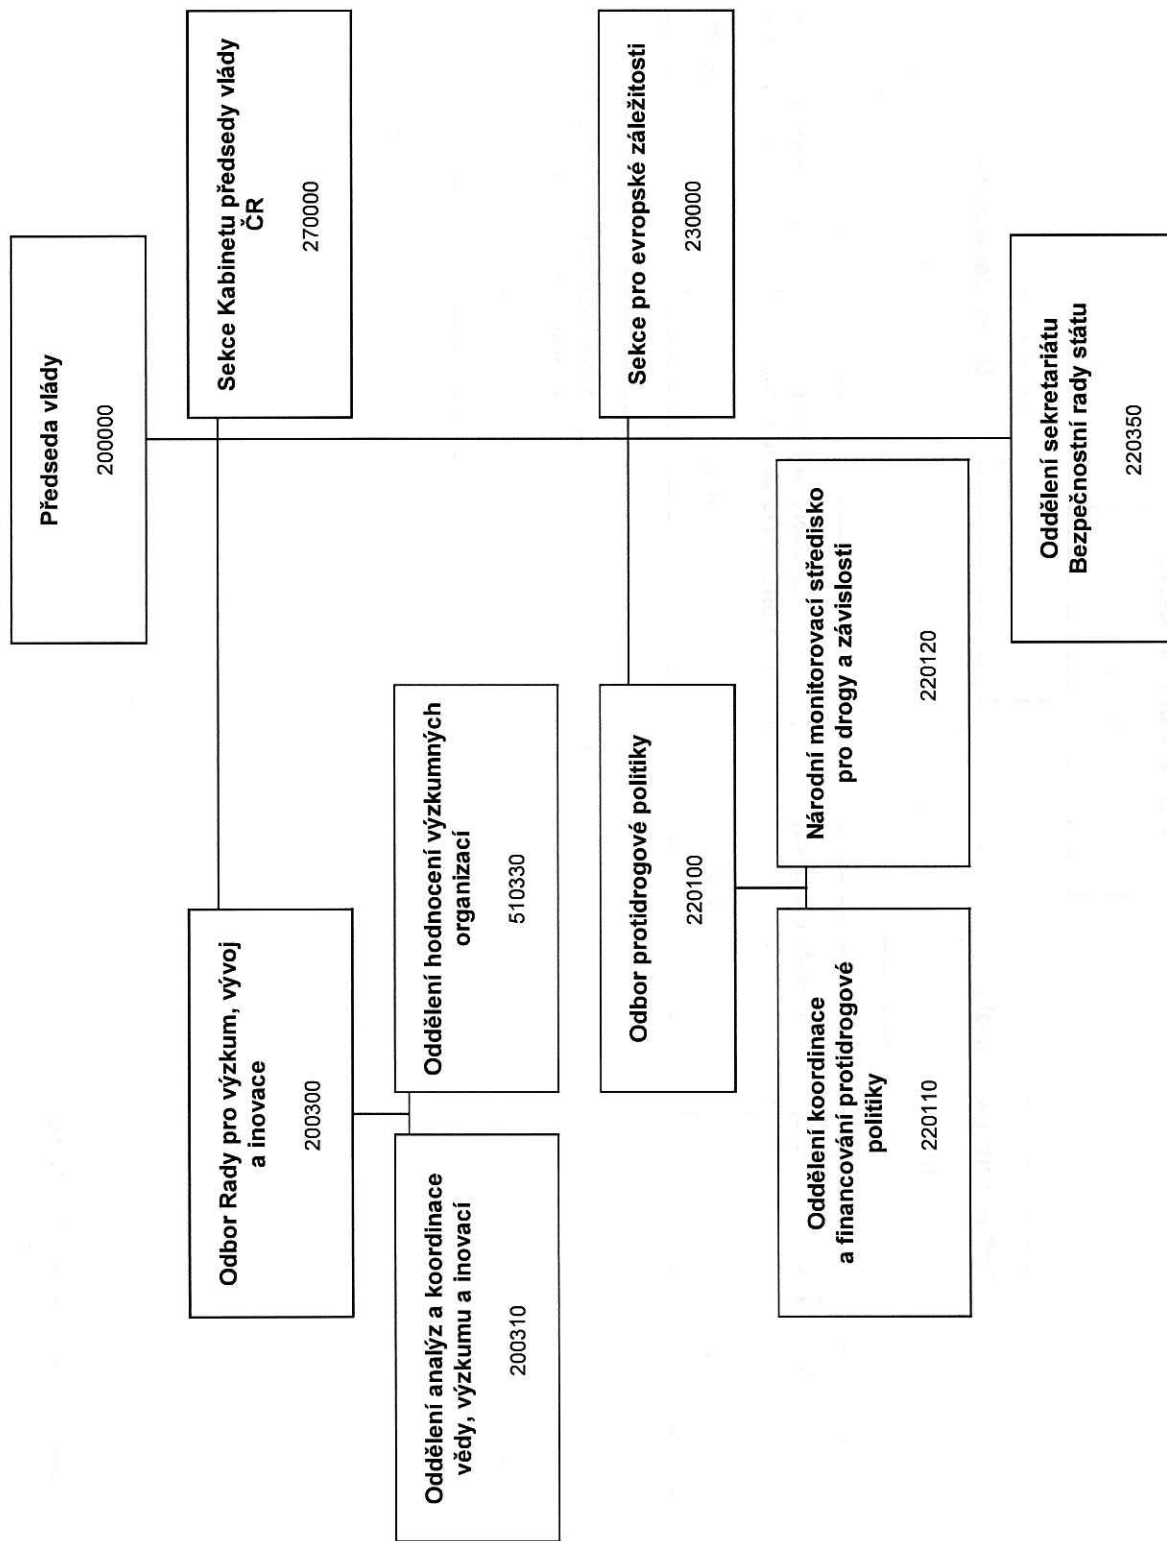 Předseda vlády
200000
Odbor Rady pro výzkum, vývoj
a inovace
200300
Sekce Kabinetu předsedy vlády
ČR
270000
Oddělení analýz a koordinace
vědy, výzkumu a inovací
200310
Oddělení hodnocení výzkumných
organizací
510330
Odbor protidrogové politiky
220100
Sekce pro evropské záležitosti
230000
Oddělení koordinace
a financování protidrogové
politiky
220110
Národní monitorovací středisko
pro drogy a závislosti
220120
Oddělení sekretariátu
Bezpečnostní rady státu
220350